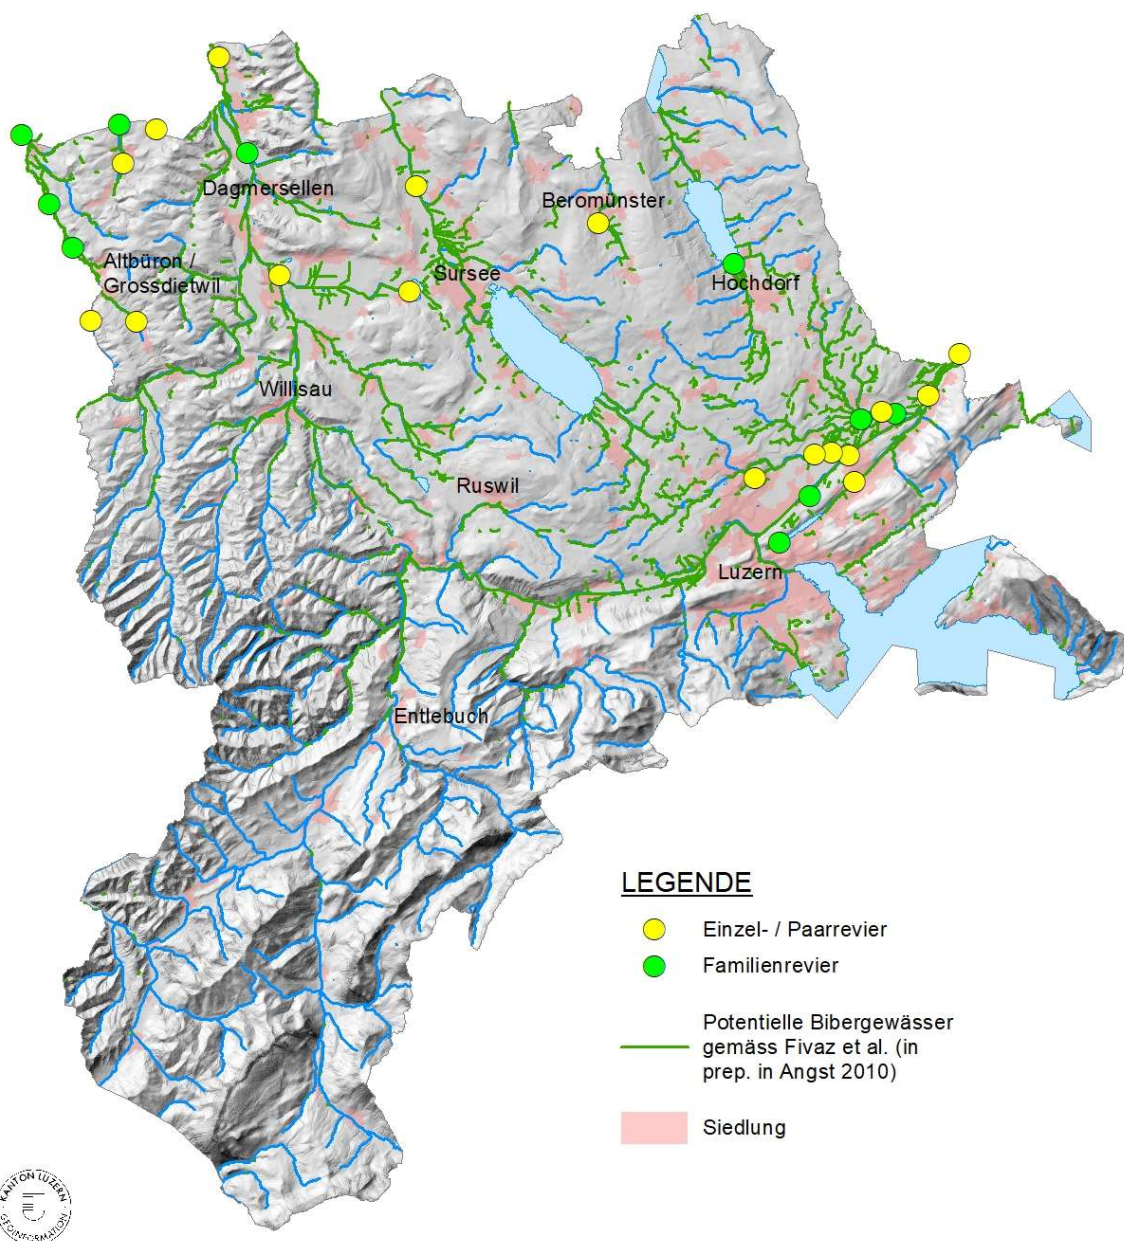 Dagmersellen
Beromünster
Altbüron /
Grossdietwil
Sursee
Hochdorf
Willisau
Ruswil
Luzern
Entlebuch
LEGENDE
Einzel- / Paarrevier
Familienrevier
Potentielle Bibergewässer
gemäss Fivaz et al. (in
prep. in Angst 2010)
Siedlung
KANTON LUZERN
GEOINFORMATION